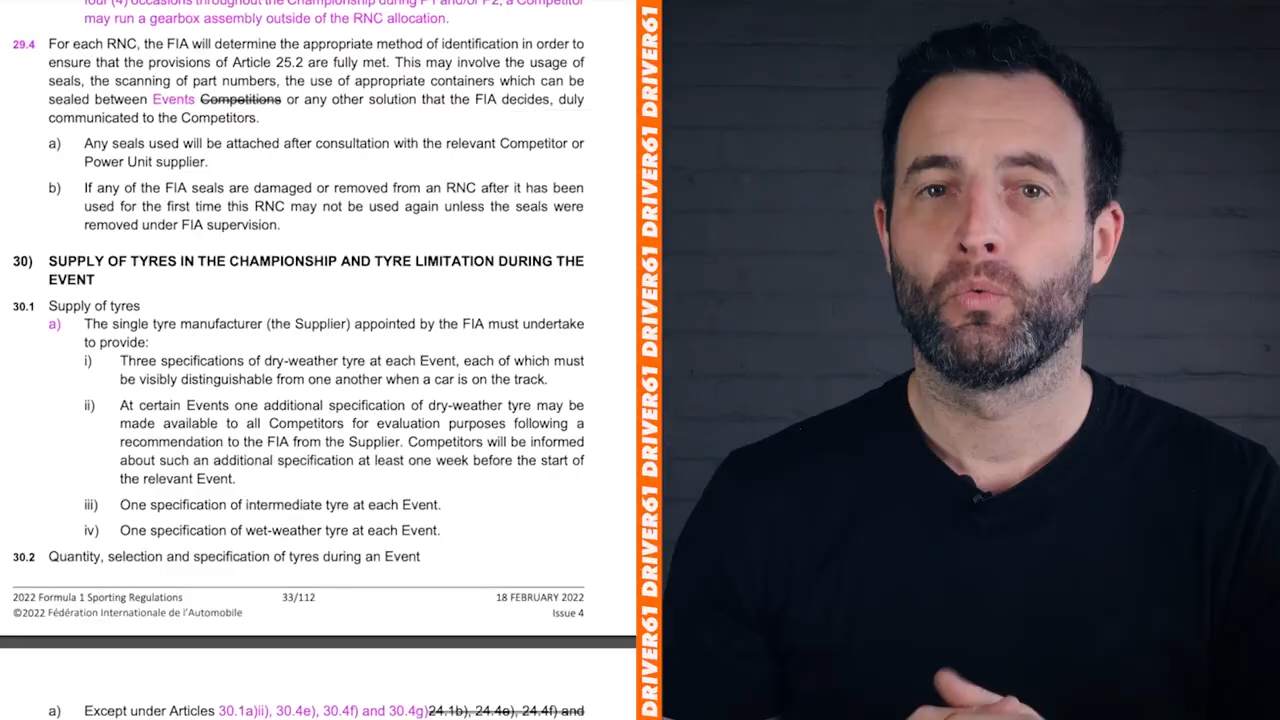 four (4) occasions throughout the Championship during P1 and/or P2, a Competitor
may run a gearbox assembly outside of the RNC allocation.
29.4 For each RNC, the FIA will determine the appropriate method of identification in order to
ensure that the provisions of Article 25.2 are fully met. This may involve the usage of
seals, the scanning of part numbers, the use of appropriate containers which can be
sealed between Events Competitions or any other solution that the FIA decides, duly
communicated to the Competitors.
a) Any seals used will be attached after consultation with the relevant Competitor or
Power Unit supplier.
b) If any of the FIA seals are damaged or removed from an RNC after it has been
used for the first time this RNC may not be used again unless the seals were
removed under FIA supervision.
30) SUPPLY OF TYRES IN THE CHAMPIONSHIP AND TYRE LIMITATION DURING THE
EVENT
30.1 Supply of tyres
a) The single tyre manufacturer (the Supplier) appointed by the FIA must undertake
to provide:
i) Three specifications of dry-weather tyre at each Event, each of which must
be visibly distinguishable from one another when a car is on the track.
ii) At certain Events one additional specification of dry-weather tyre may be
made available to all Competitors for evaluation purposes following a
recommendation to the FIA from the Supplier. Competitors will be informed
about such an additional specification at least one week before the start of
the relevant Event.
iii) One specification of intermediate tyre at each Event.
iv) One specification of wet-weather tyre at each Event.
30.2 Quantity, selection and specification of tyres during an Event
2022 Formula 1 Sporting Regulations 33/112 18 FEBRUARY 2022
©2022 Fédération Internationale de l'Automobile Issue 4
a) Except under Articles 30.1a)ii), 30.4e), 30.4f) and 30.4g)24.1b), 24.4e), 24.4f) and
DRIVER61 DRIVER61 DRIVER61 DRIVER61 DRIVER61 DRIVER61